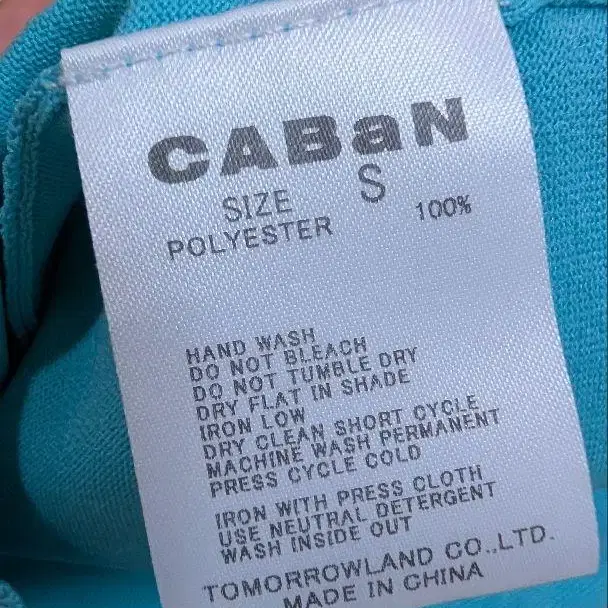 CABaN
SIZE S
POLYESTER 100%
HAND WASH
DO NOT BLEACH
DO NOT TUMBLE DRY
DRY FLAT IN SHADE
IRON LOW
DRY CLEAN SHORT CYCLE
MACHINE WASH PERMANENT
PRESS CYCLE COLD
IRON WITH PRESS CLOTH
USE NEUTRAL DETERGENT
WASH INSIDE OUT
TOMORROWLAND CO.,LTD.
MADE IN CHINA